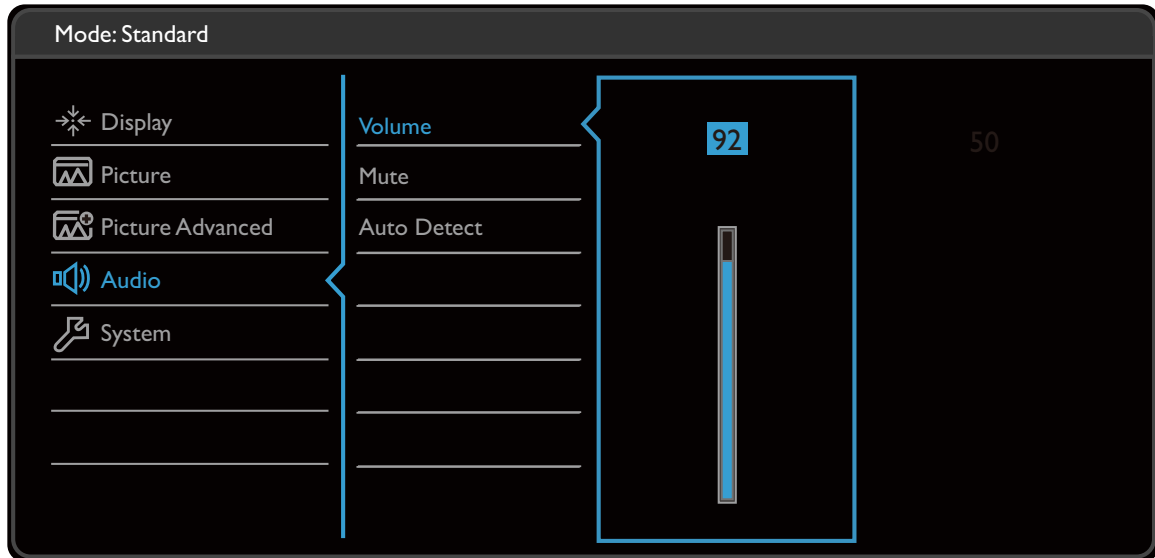 Mode: Standard
Display
Picture
Picture Advanced
Audio
System
Volume
Mute
Auto Detect
92
50